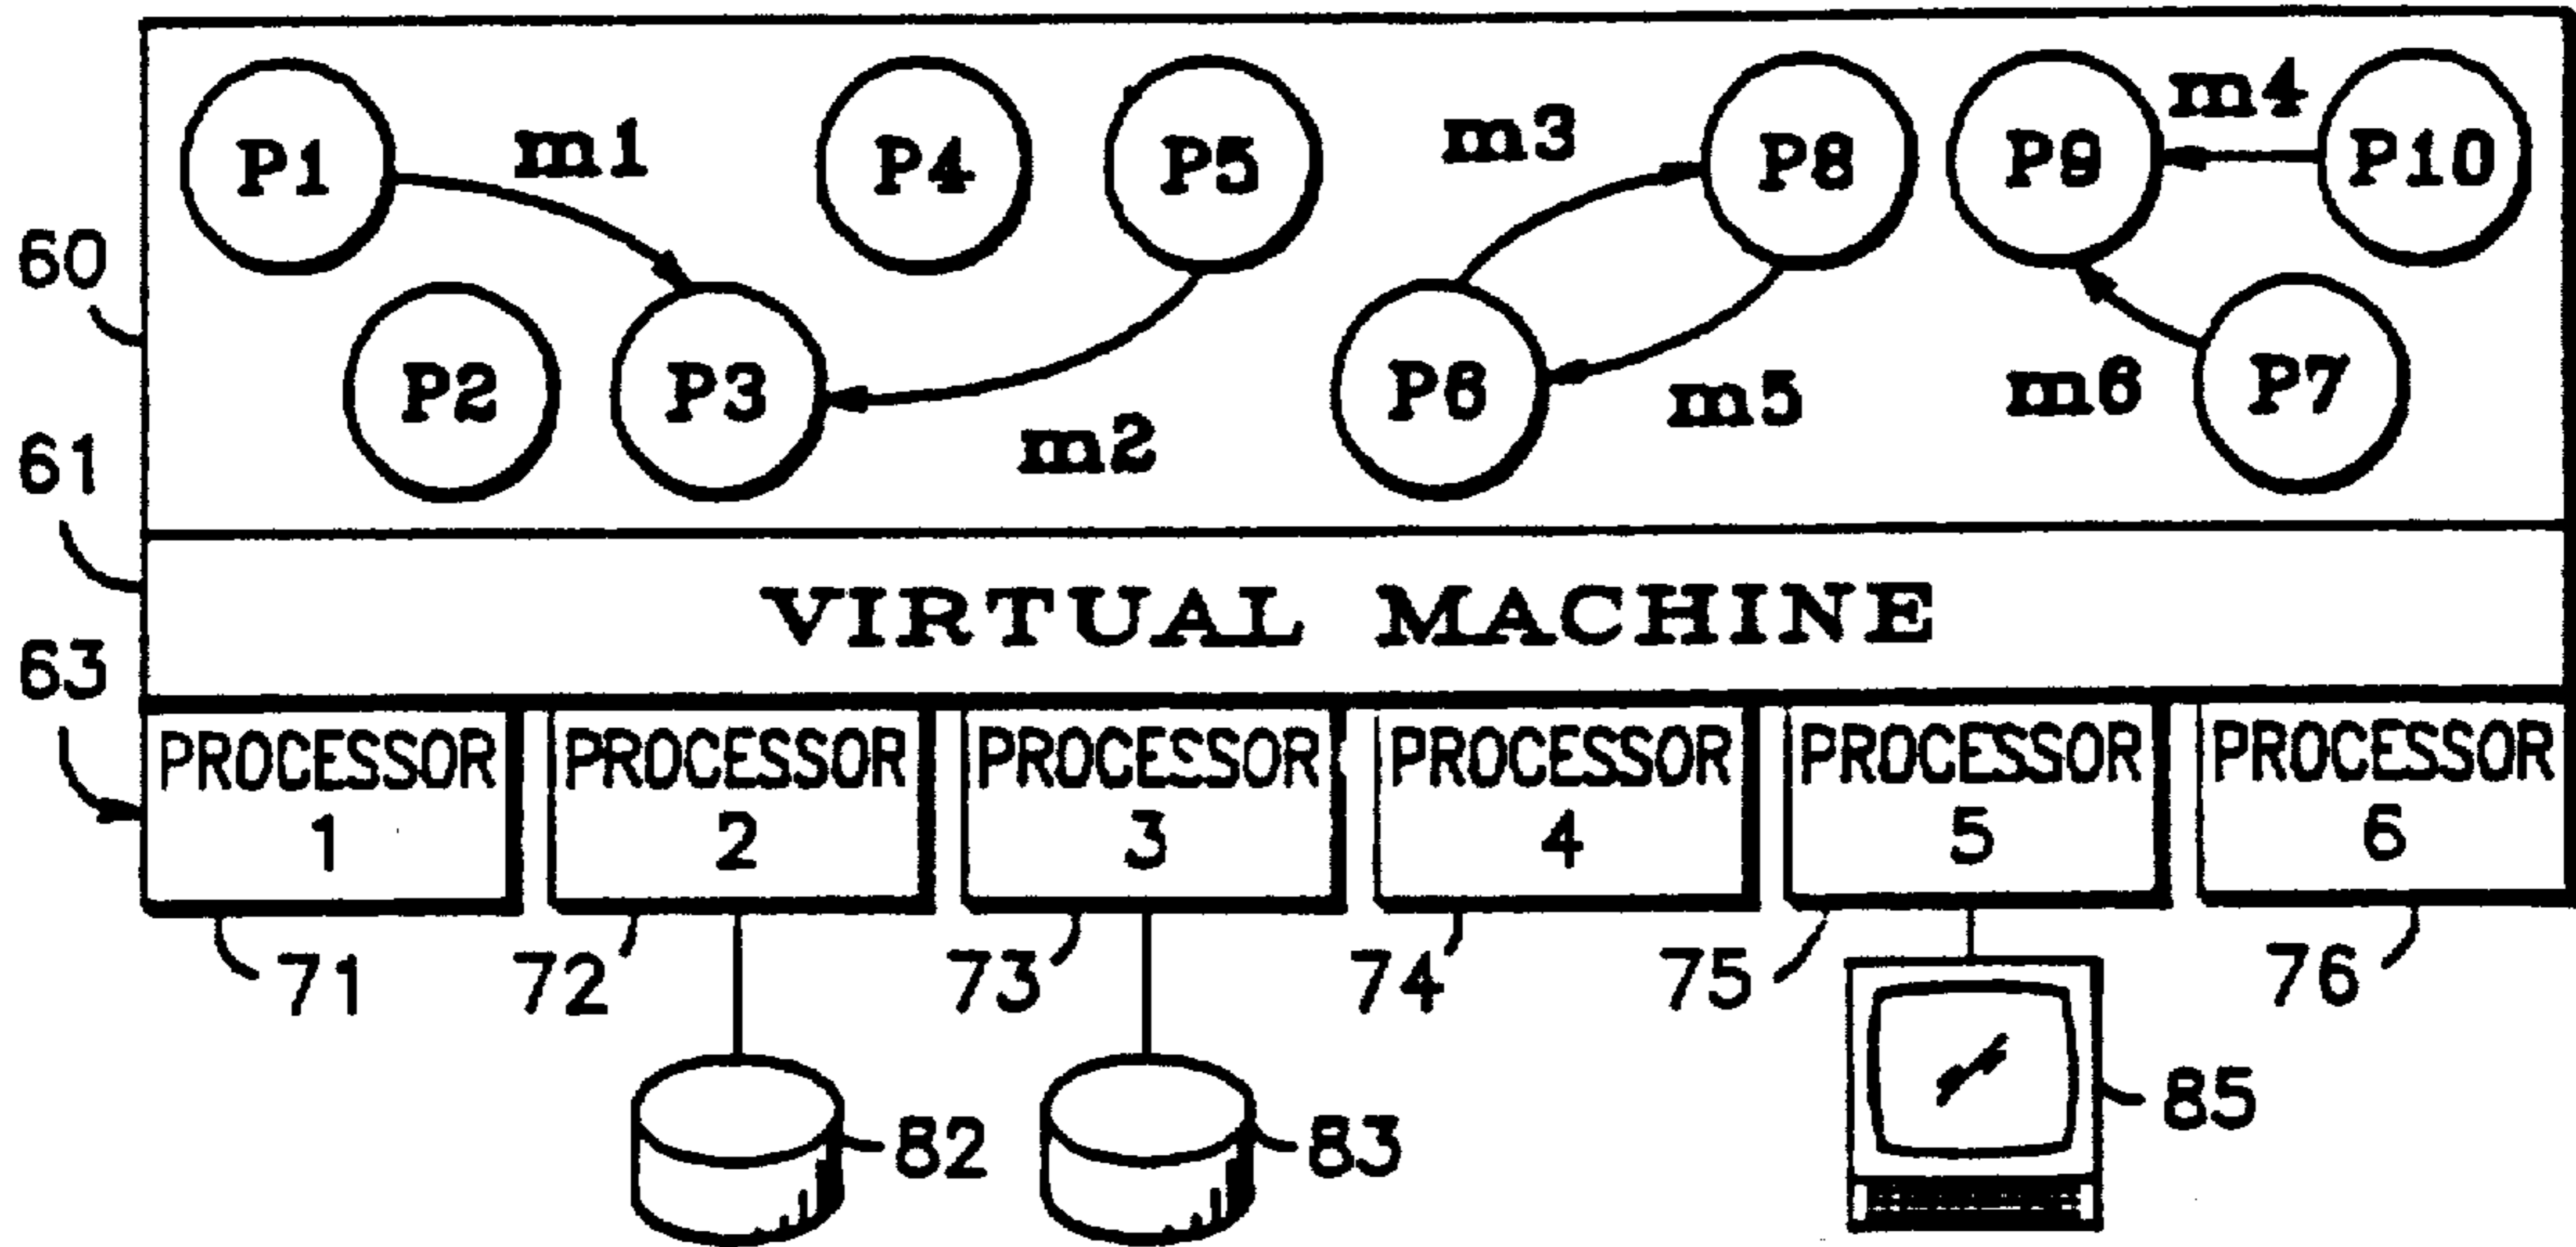 P1 m1 P4 P5 m3 P8 P9 m4 P10
60
P2 P3 m2 P6 m5 m6 P7
61
VIRTUAL MACHINE
63
PROCESSOR 1
PROCESSOR 2
PROCESSOR 3
PROCESSOR 4
PROCESSOR 5
PROCESSOR 6
71 72 73 74 75 76
82 83 85